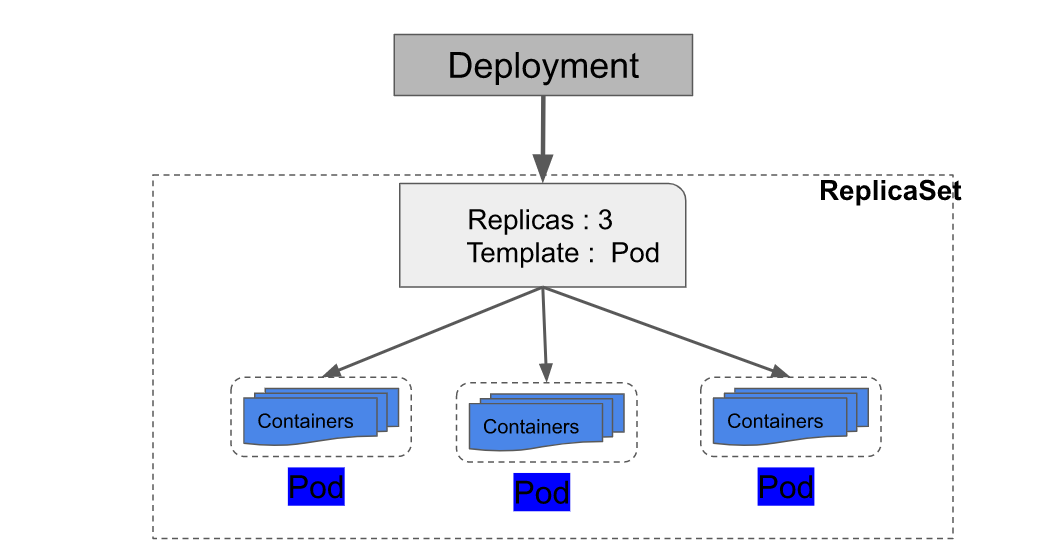 Deployment
ReplicaSet
Replicas : 3
Template :  Pod
Containers
Containers
Containers
Pod
Pod
Pod